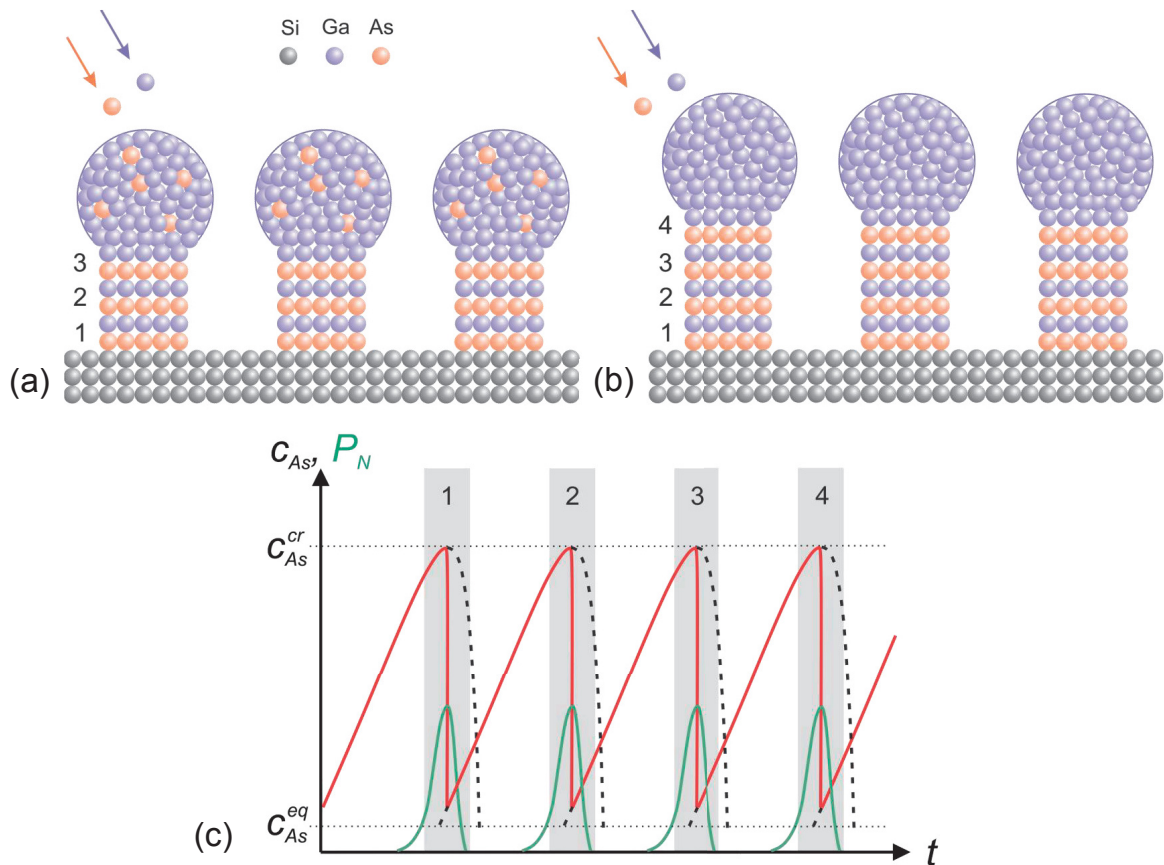 Si Ga As
3
2
1
(a)
4
3
2
1
(b)
c_As, P_N
1 2 3 4
c_As^cr
c_As^eq
(c)
t